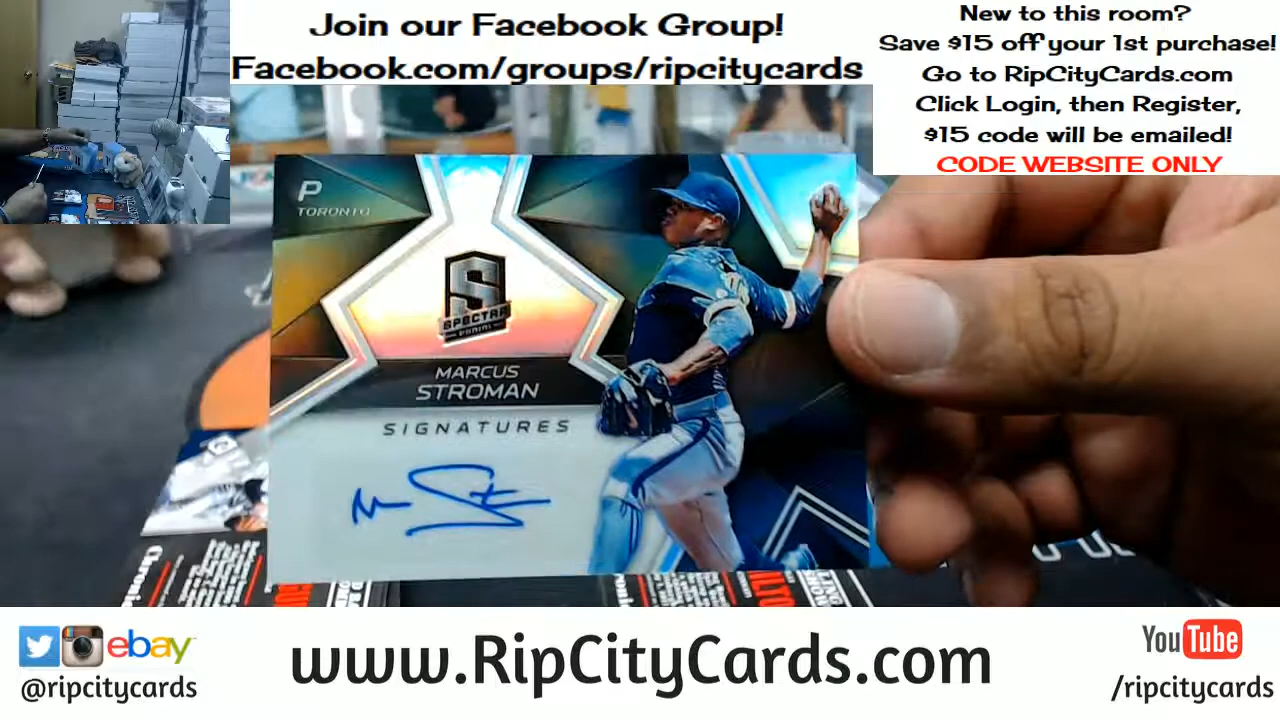 Join our Facebook Group!
Facebook.com/groups/ripcitycards
New to this room?
Save $15 off your 1st purchase!
Go to RipCityCards.com
Click Login, then Register,
$15 code will be emailed!
CODE WEBSITE ONLY
P
TORONTO
S
SPECTRA
PANINI
MARCUS
STROMAN
SIGNATURES
ebay
@ripcitycards
www.RipCityCards.com
YouTube
/ripcitycards